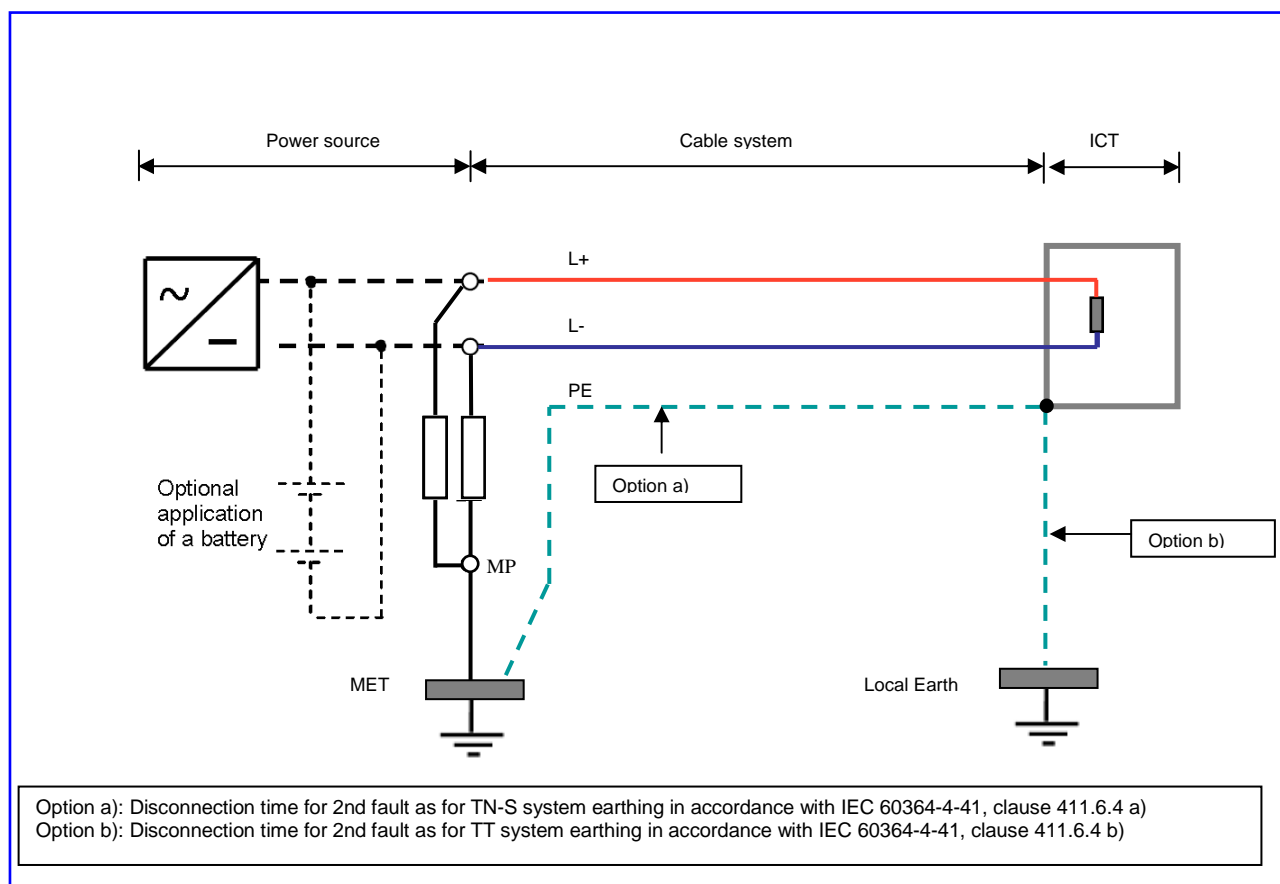 Power source
Cable system
ICT
L+
L-
PE
Option a)
Optional
application
of a battery
Option b)
MP
MET
Local Earth
Option a): Disconnection time for 2nd fault as for TN-S system earthing in accordance with IEC 60364-4-41, clause 411.6.4 a)
Option b): Disconnection time for 2nd fault as for TT system earthing in accordance with IEC 60364-4-41, clause 411.6.4 b)